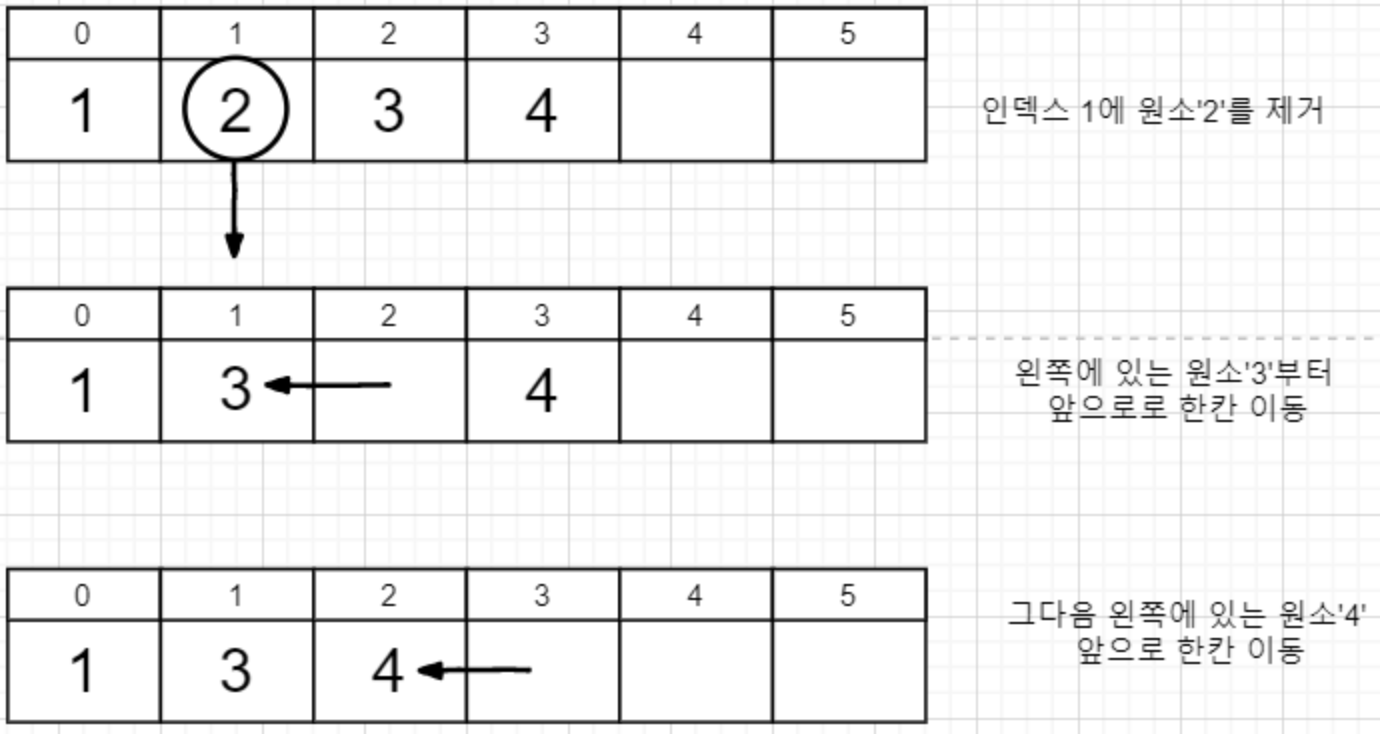 0 1 2 3 4 5
1 2 3 4
인덱스 1에 원소'2'를 제거
0 1 2 3 4 5
1 3 4
왼쪽에 있는 원소'3'부터
앞으로로 한칸 이동
0 1 2 3 4 5
1 3 4
그다음 왼쪽에 있는 원소'4'
앞으로 한칸 이동